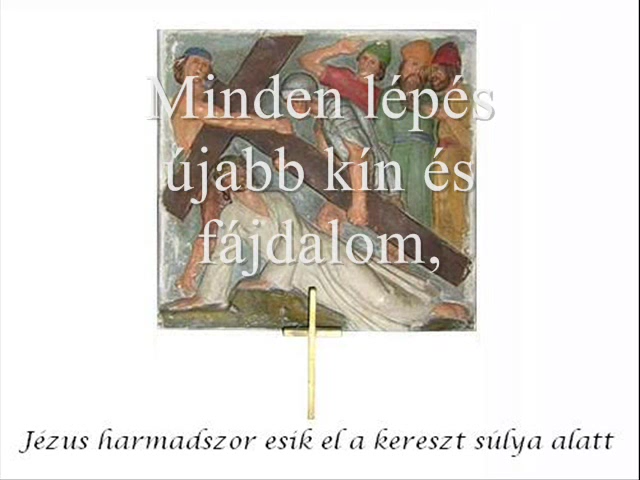 Minden lépés
újabb kín és
fájdalom,
Jézus harmadszor esik el a kereszt súlya alatt